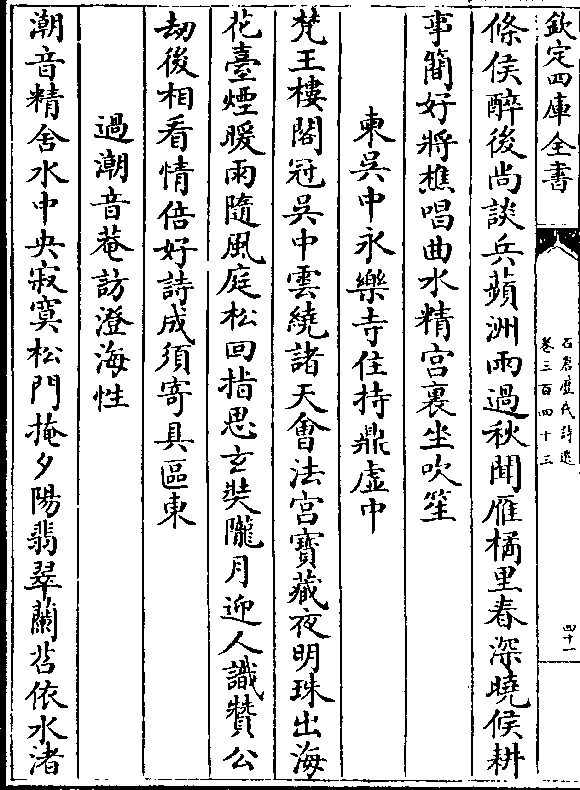 欽定四庫全書
石倉歷代詩選
卷三百四十三
四十一
條侯醉後尚談兵蘋洲雨過秋聞雁橘里春深曉候耕
事簡好將樵唱曲水精宫裏坐吹笙
東吳中永樂寺住持鼎虚中
梵王樓閣冠吳中雲繞諸天會法宫寳藏夜明珠出海
花臺煙暖雨隨風庭松回指思玄奘隴月迎人識贊公
刼後相看情倍好詩成須寄具區東
過潮音菴訪澄海性
潮音精舍水中央寂寞松門掩夕陽翡翠蘭苕依水渚